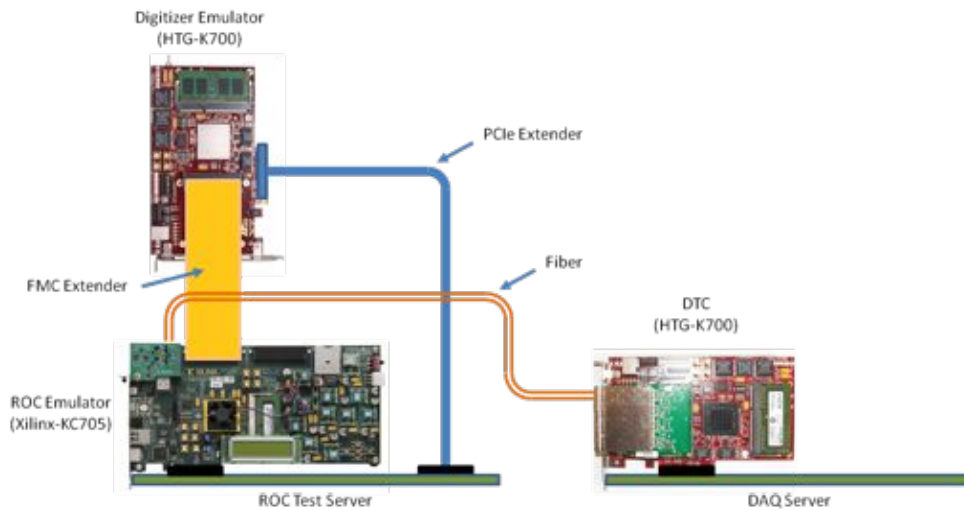 Digitizer Emulator
(HTG-K700)
PCIe Extender
FMC Extender
Fiber
DTC
(HTG-K700)
ROC Emulator
(Xilinx-KC705)
ROC Test Server
DAQ Server